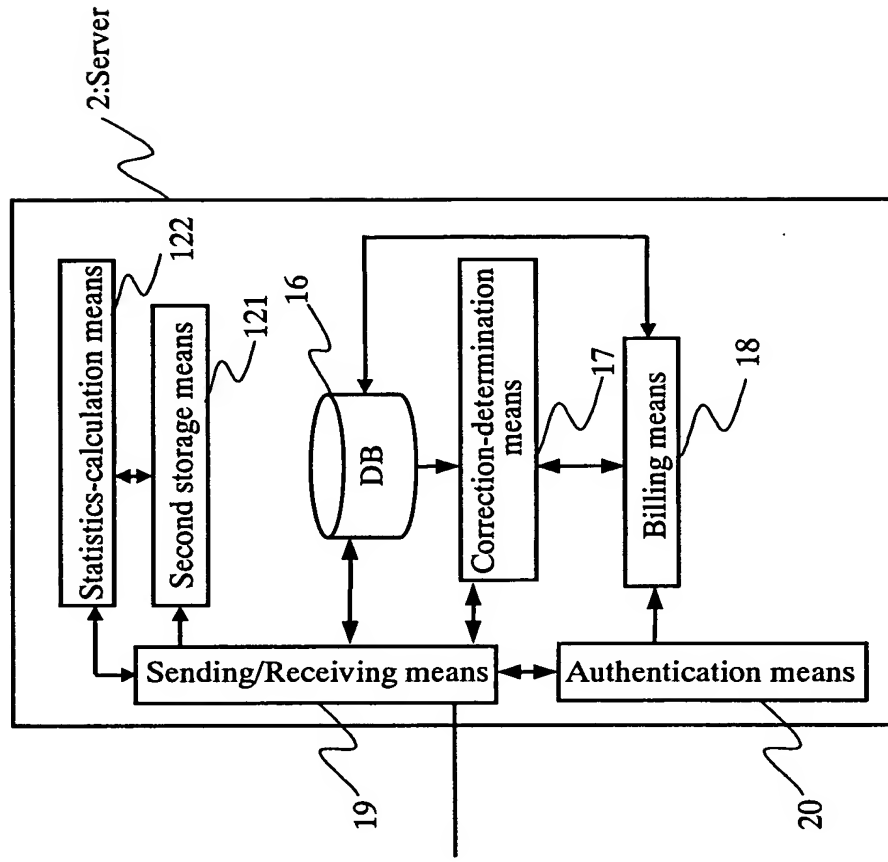 2:Server
Statistics-calculation means
122
Second storage means
121
16
DB
Correction-determination
means
17
Billing means
18
Sending/Receiving means
19
Authentication means
20